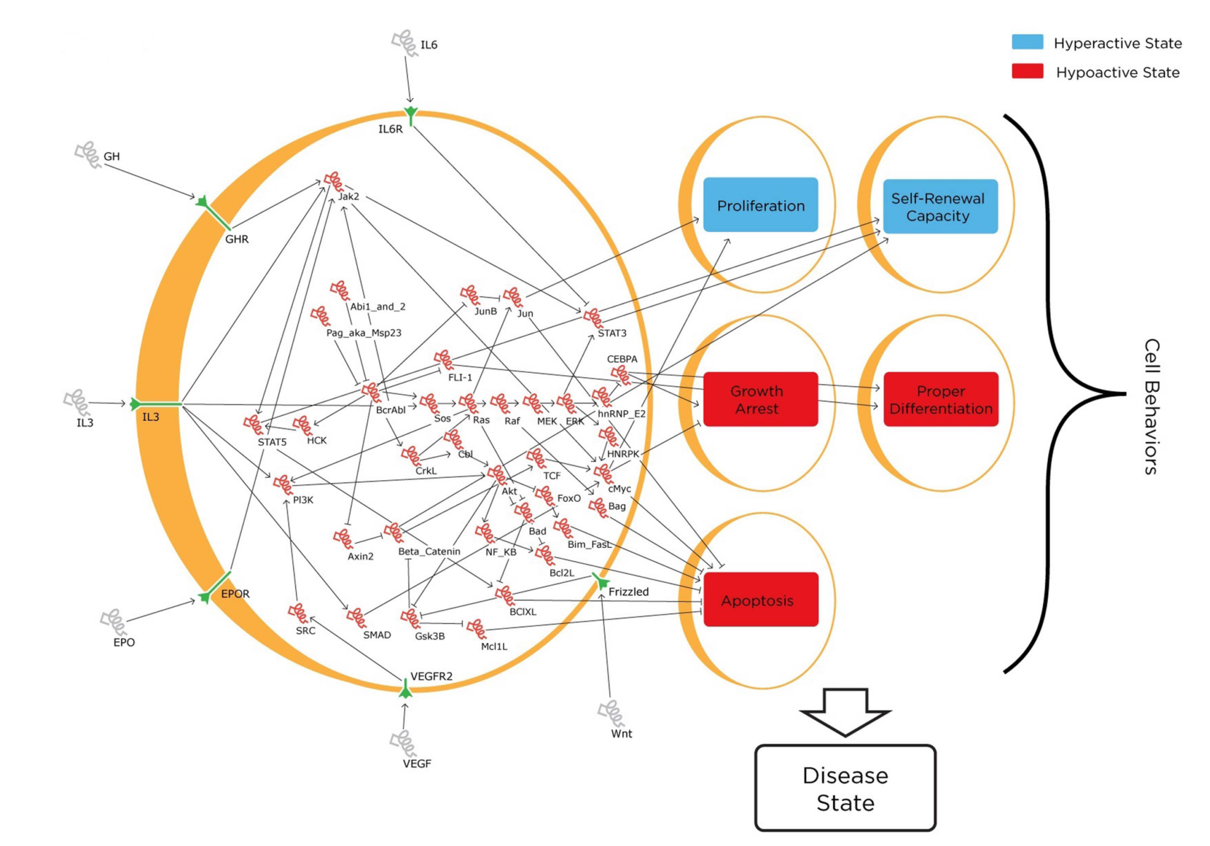 IL6
Hyperactive State
Hypoactive State
IL6R
GH
GHR
Jak2
Proliferation
Self-Renewal
Capacity
Abi1_and_2
JunB
Jun
Pag_aka_Msp23
STAT3
CEBPA
FLI-1
BcrAbl
Growth
Arrest
Proper
Differentiation
IL3
IL3
Sos
Ras
Raf
MEK
ERK
hnRNP_E2
STAT5
HCK
HNRPK
CrkL
Cbl
TCF
PI3K
Akt
FoxO
cMyc
Bag
Bad
Bim_FasL
Axin2
Beta_Catenin
NF_KB
Bcl2L
EPOR
Frizzled
BClXL
Apoptosis
EPO
SRC
SMAD
Gsk3B
Mcl1L
VEGFR2
Wnt
VEGF
Cell Behaviors
Disease
State